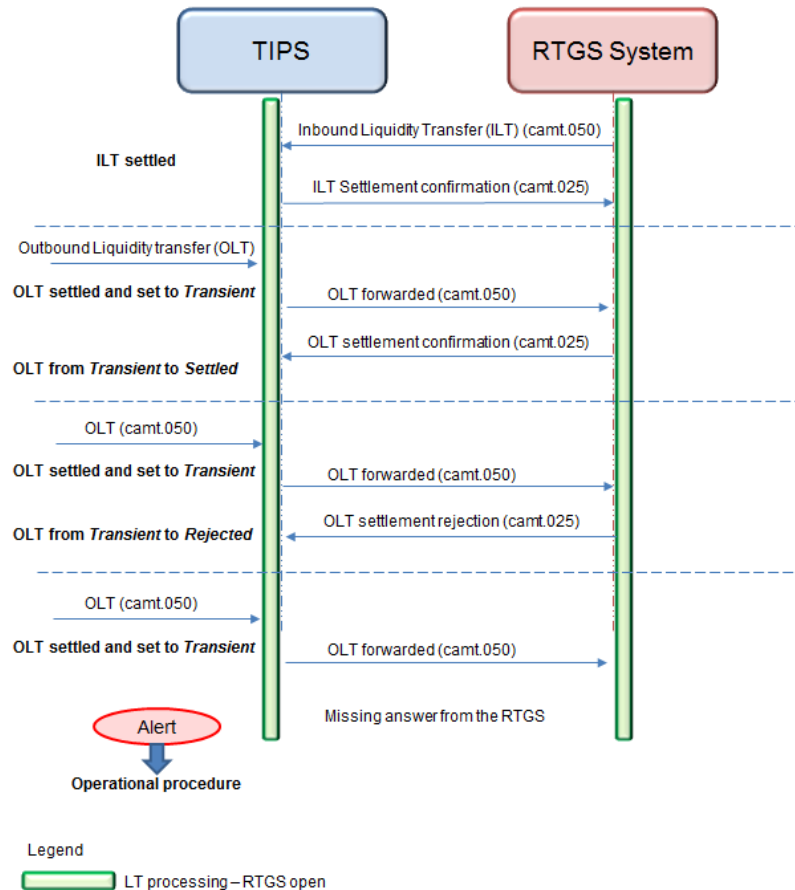 TIPS
RTGS System
Inbound Liquidity Transfer (ILT) (camt.050)
ILT settled
ILT Settlement confirmation (camt.025)
Outbound Liquidity transfer (OLT)
OLT settled and set to Transient
OLT forwarded (camt.050)
OLT settlement confirmation (camt.025)
OLT from Transient to Settled
OLT (camt.050)
OLT settled and set to Transient
OLT forwarded (camt.050)
OLT settlement rejection (camt.025)
OLT from Transient to Rejected
OLT (camt.050)
OLT settled and set to Transient
OLT forwarded (camt.050)
Missing answer from the RTGS
Alert
Operational procedure
Legend
LT processing – RTGS open